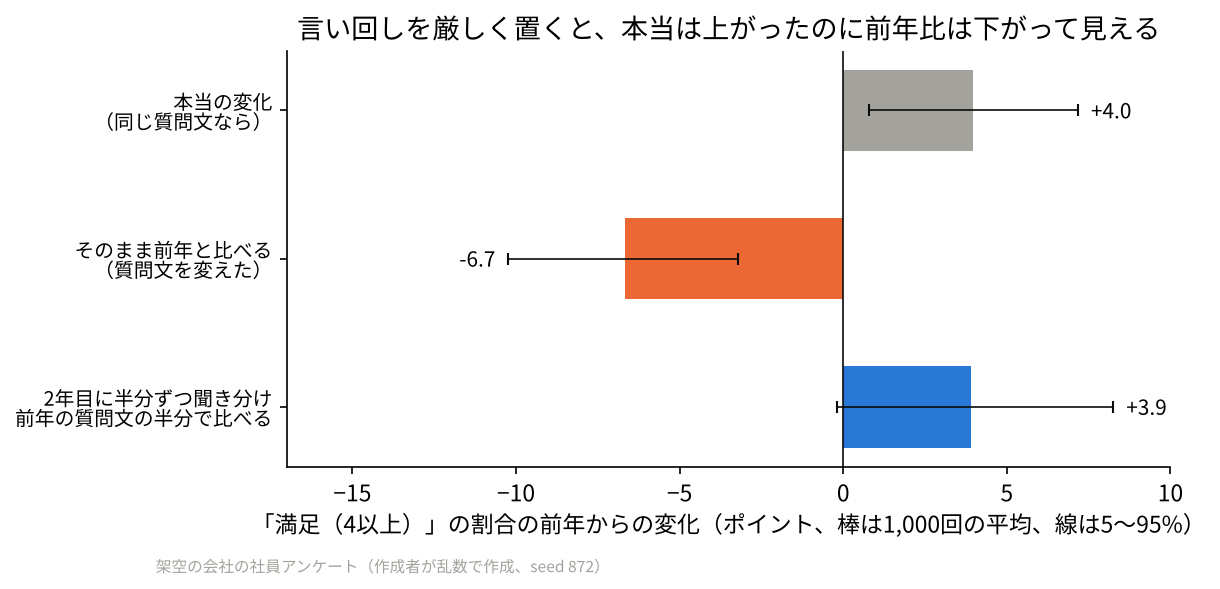 言い回しを厳しく置くと、本当は上がったのに前年比は下がって見える
本当の変化
（同じ質問文なら）
+4.0
そのまま前年と比べる
（質問文を変えた）
-6.7
2年目に半分ずつ聞き分け
前年の質問文の半分で比べる
+3.9
−15 −10 −5 0 5 10
「満足（4以上）」の割合の前年からの変化（ポイント、棒は1,000回の平均、線は5〜95%）
架空の会社の社員アンケート（作成者が乱数で作成、seed 872）